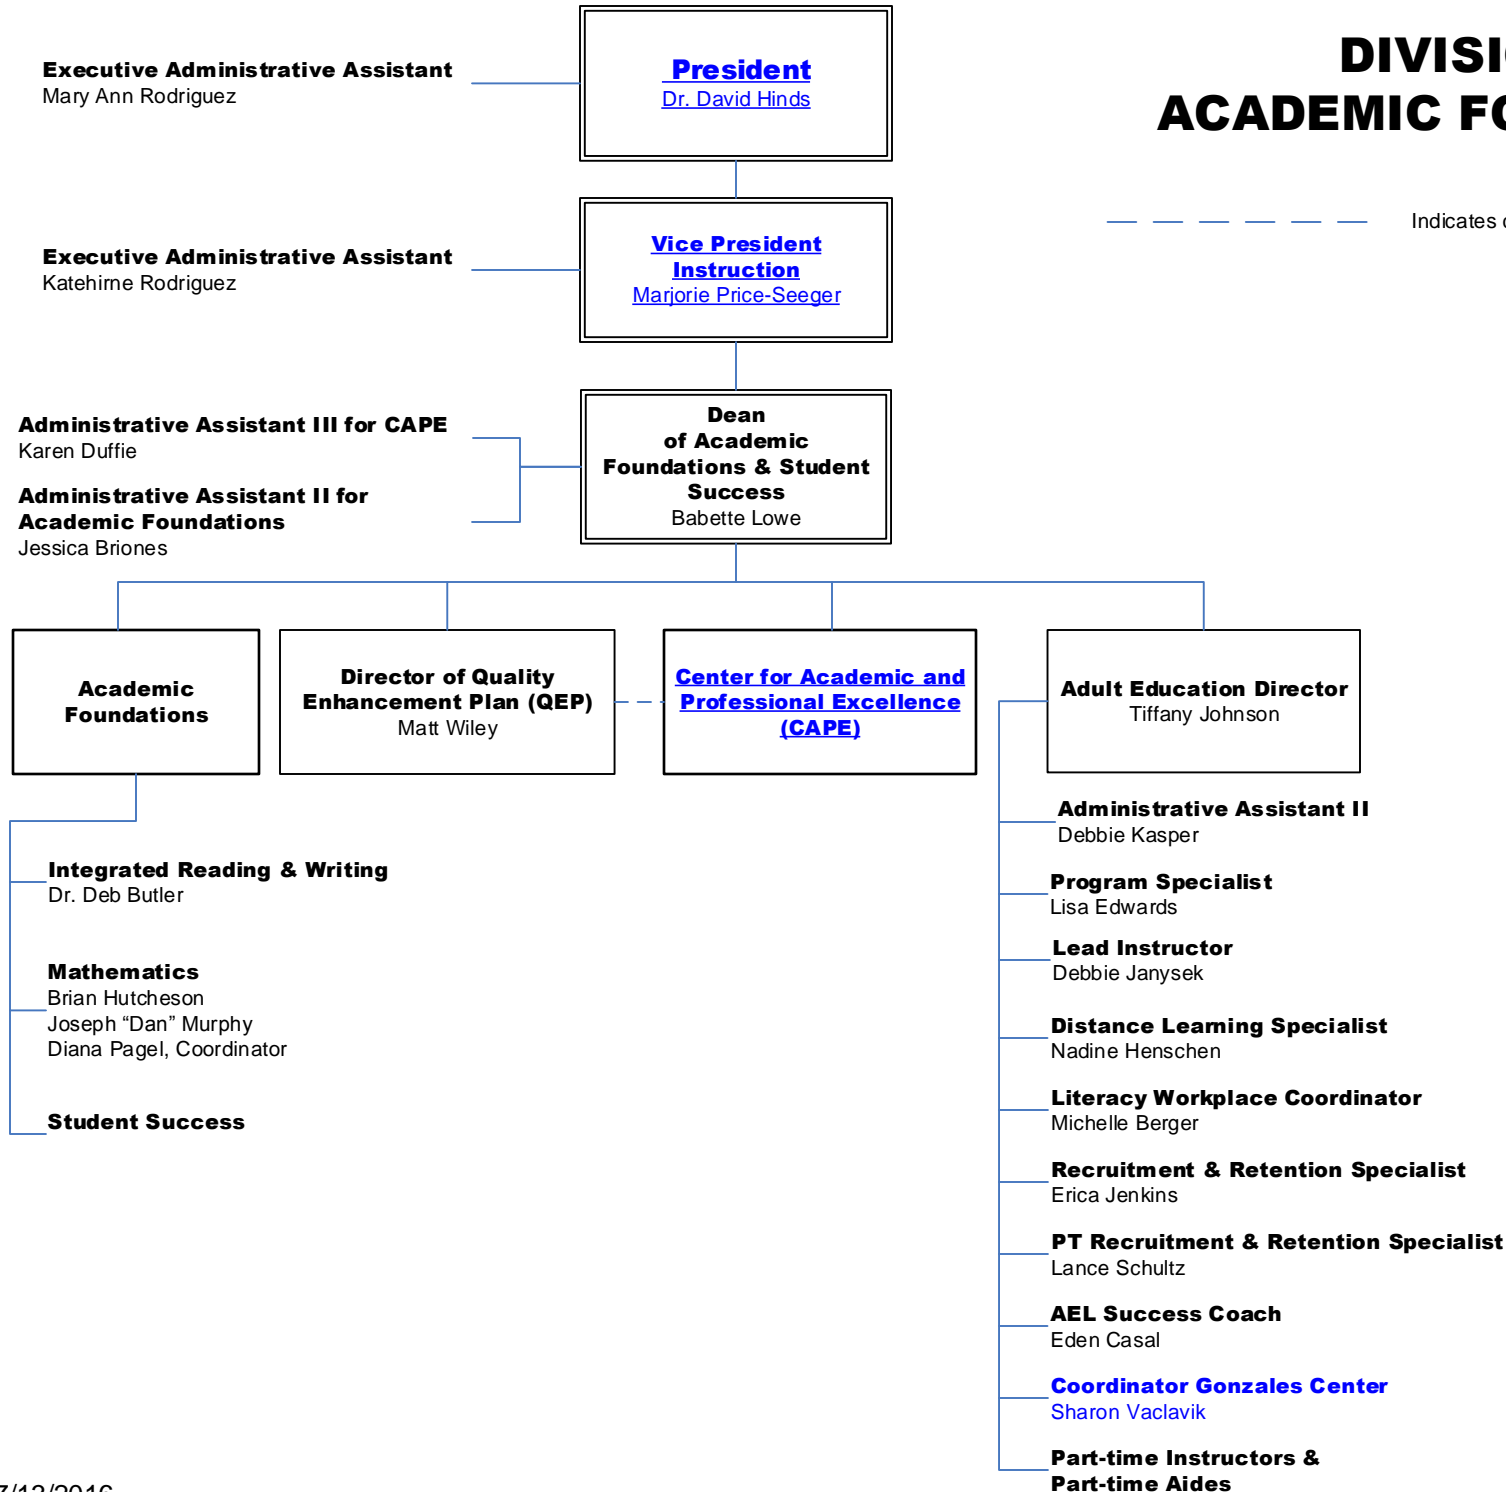 DIVISI
ACADEMIC FO
Indicates
Executive Administrative Assistant
Mary Ann Rodriguez
President
Dr. David Hinds
Executive Administrative Assistant
Katehirne Rodriguez
Vice President
Instruction
Marjorie Price-Seeger
Administrative Assistant III for CAPE
Karen Duffie
Administrative Assistant II for
Academic Foundations
Jessica Briones
Dean
of Academic
Foundations & Student
Success
Babette Lowe
Academic
Foundations
Director of Quality
Enhancement Plan (QEP)
Matt Wiley
Center for Academic and
Professional Excellence
(CAPE)
Adult Education Director
Tiffany Johnson
Integrated Reading & Writing
Dr. Deb Butler
Mathematics
Brian Hutcheson
Joseph “Dan” Murphy
Diana Pagel, Coordinator
Student Success
Administrative Assistant II
Debbie Kasper
Program Specialist
Lisa Edwards
Lead Instructor
Debbie Janysek
Distance Learning Specialist
Nadine Henschen
Literacy Workplace Coordinator
Michelle Berger
Recruitment & Retention Specialist
Erica Jenkins
PT Recruitment & Retention Specialist
Lance Schultz
AEL Success Coach
Eden Casal
Coordinator Gonzales Center
Sharon Vaclavik
Part-time Instructors &
Part-time Aides
7/13/2016